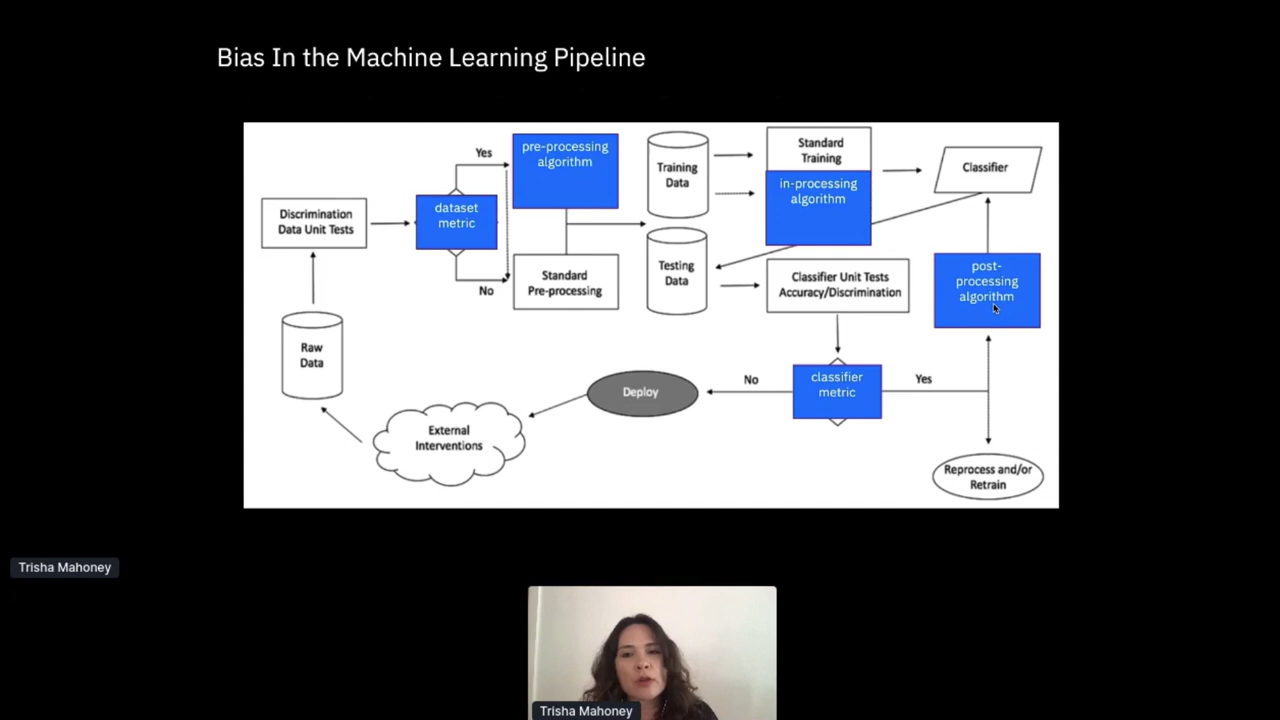 Bias In the Machine Learning Pipeline
Yes
pre-processing
algorithm
Training
Data
Standard
Training
Classifier
in-processing
algorithm
dataset
metric
Discrimination
Data Unit Tests
Testing
Data
Standard
Pre-processing
No
Classifier Unit Tests
Accuracy/Discrimination
post-
processing
algorithm
Raw
Data
Deploy
No
classifier
metric
Yes
External
Interventions
Reprocess and/or
Retrain
Trisha Mahoney
Trisha Mahoney